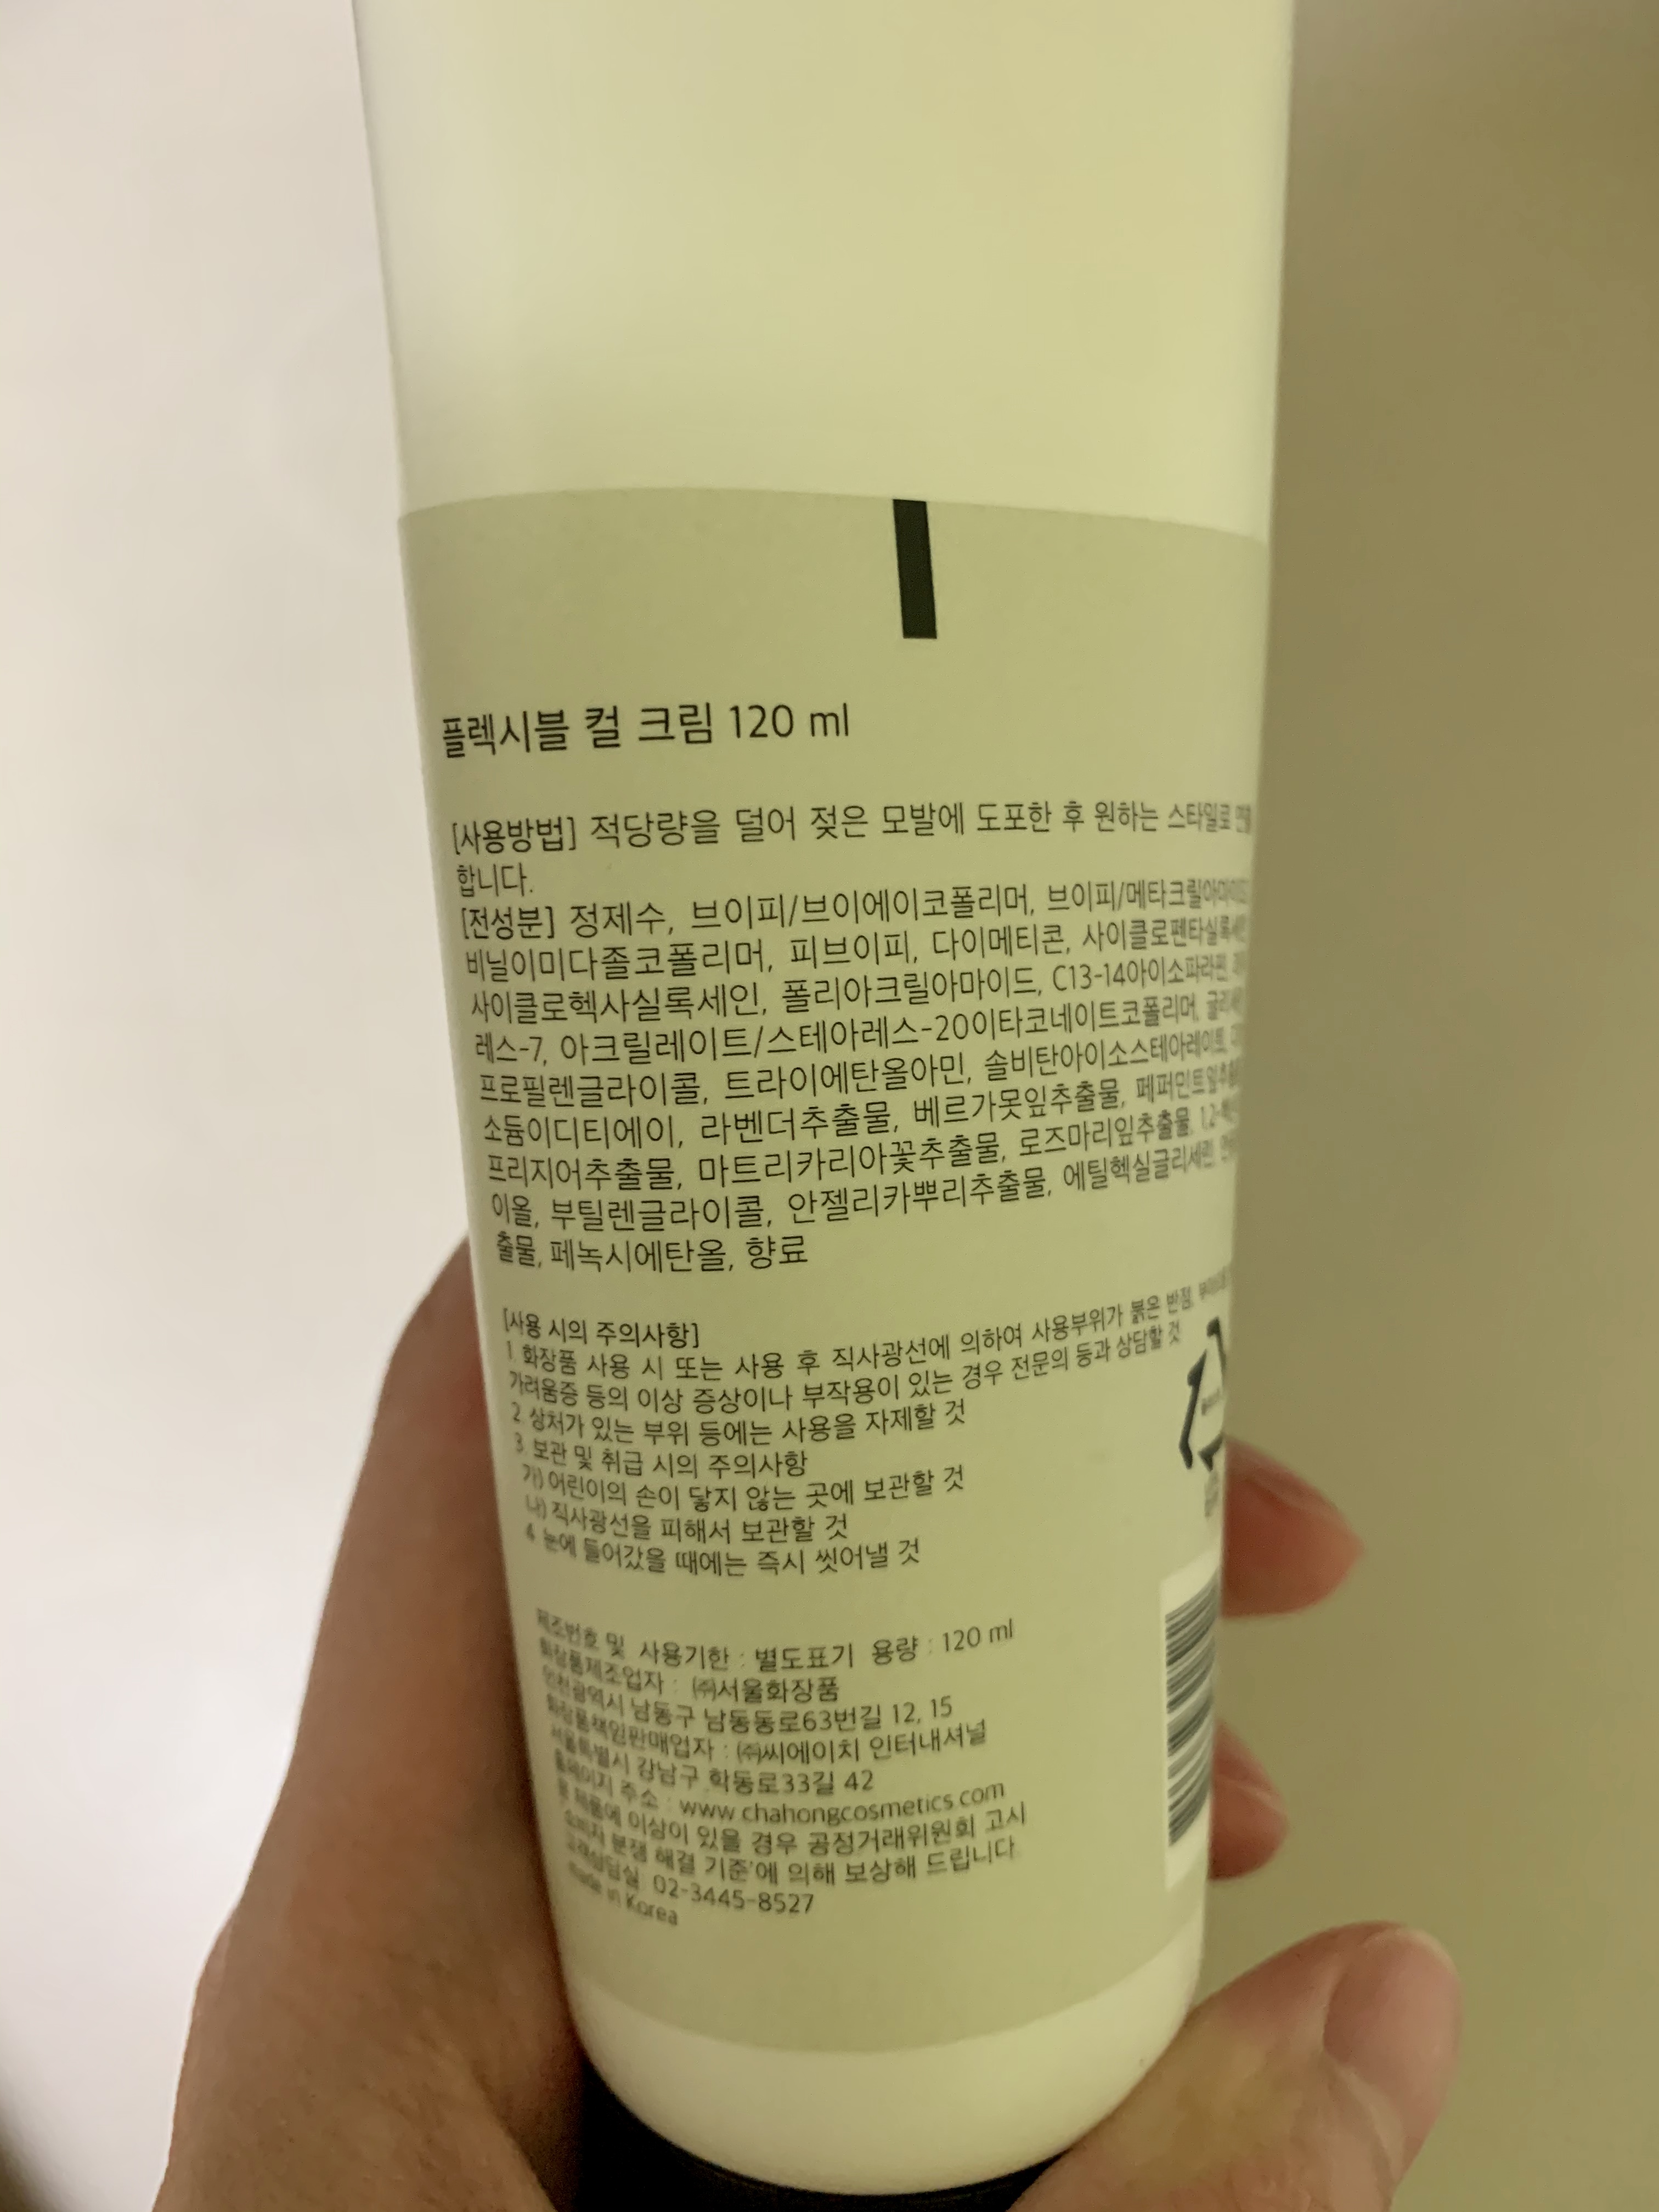 플렉시블 컬 크림 120 ml
[사용방법] 적당량을 덜어 젖은 모발에 도포한 후 원하는 스타일로
합니다.
[전성분] 정제수, 브이피/브이에이코폴리머, 브이피/메타크릴아마이드/
비닐이미다졸코폴리머, 피브이피, 다이메티콘, 사이클로펜타실록세인,
사이클로헥사실록세인, 폴리아크릴아마이드, C13-14아이소파라핀,
레스-7, 아크릴레이트/스테아레스-20이타코네이트코폴리머,
프로필렌글라이콜, 트라이에탄올아민, 솔비탄아이소스테아레이트,
소듐이디티에이, 라벤더추출물, 베르가못잎추출물, 페퍼민트잎추출물,
프리지어추출물, 마트리카리아꽃추출물, 로즈마리잎추출물,
이올, 부틸렌글라이콜, 안젤리카뿌리추출물, 에틸헥실글리세린,
출물, 페녹시에탄올, 향료
[사용 시의 주의사항]
1 화장품 사용 시 또는 사용 후 직사광선에 의하여 사용부위가 붉은 반점,
가려움증 등의 이상 증상이나 부작용이 있는 경우 전문의 등과 상담할 것
2 상처가 있는 부위 등에는 사용을 자제할 것
3. 보관 및 취급 시의 주의사항
가) 어린이의 손이 닿지 않는 곳에 보관할 것
나) 직사광선을 피해서 보관할 것
4. 눈에 들어갔을 때에는 즉시 씻어낼 것
제조번호 및 사용기한 : 별도표기 용량 : 120 ml
화장품제조업자 : ㈜서울화장품
인천광역시 남동구 남동동로63번길 12, 15
화장품책임판매업자 : ㈜씨에이치 인터내셔널
서울특별시 강남구 학동로33길 42
홈페이지 주소 : www.chahongcosmetics.com
본 제품에 이상이 있을 경우 공정거래위원회 고시
소비자 분쟁 해결 기준'에 의해 보상해 드립니다.
고객상담실 02-3445-8527
made in Korea